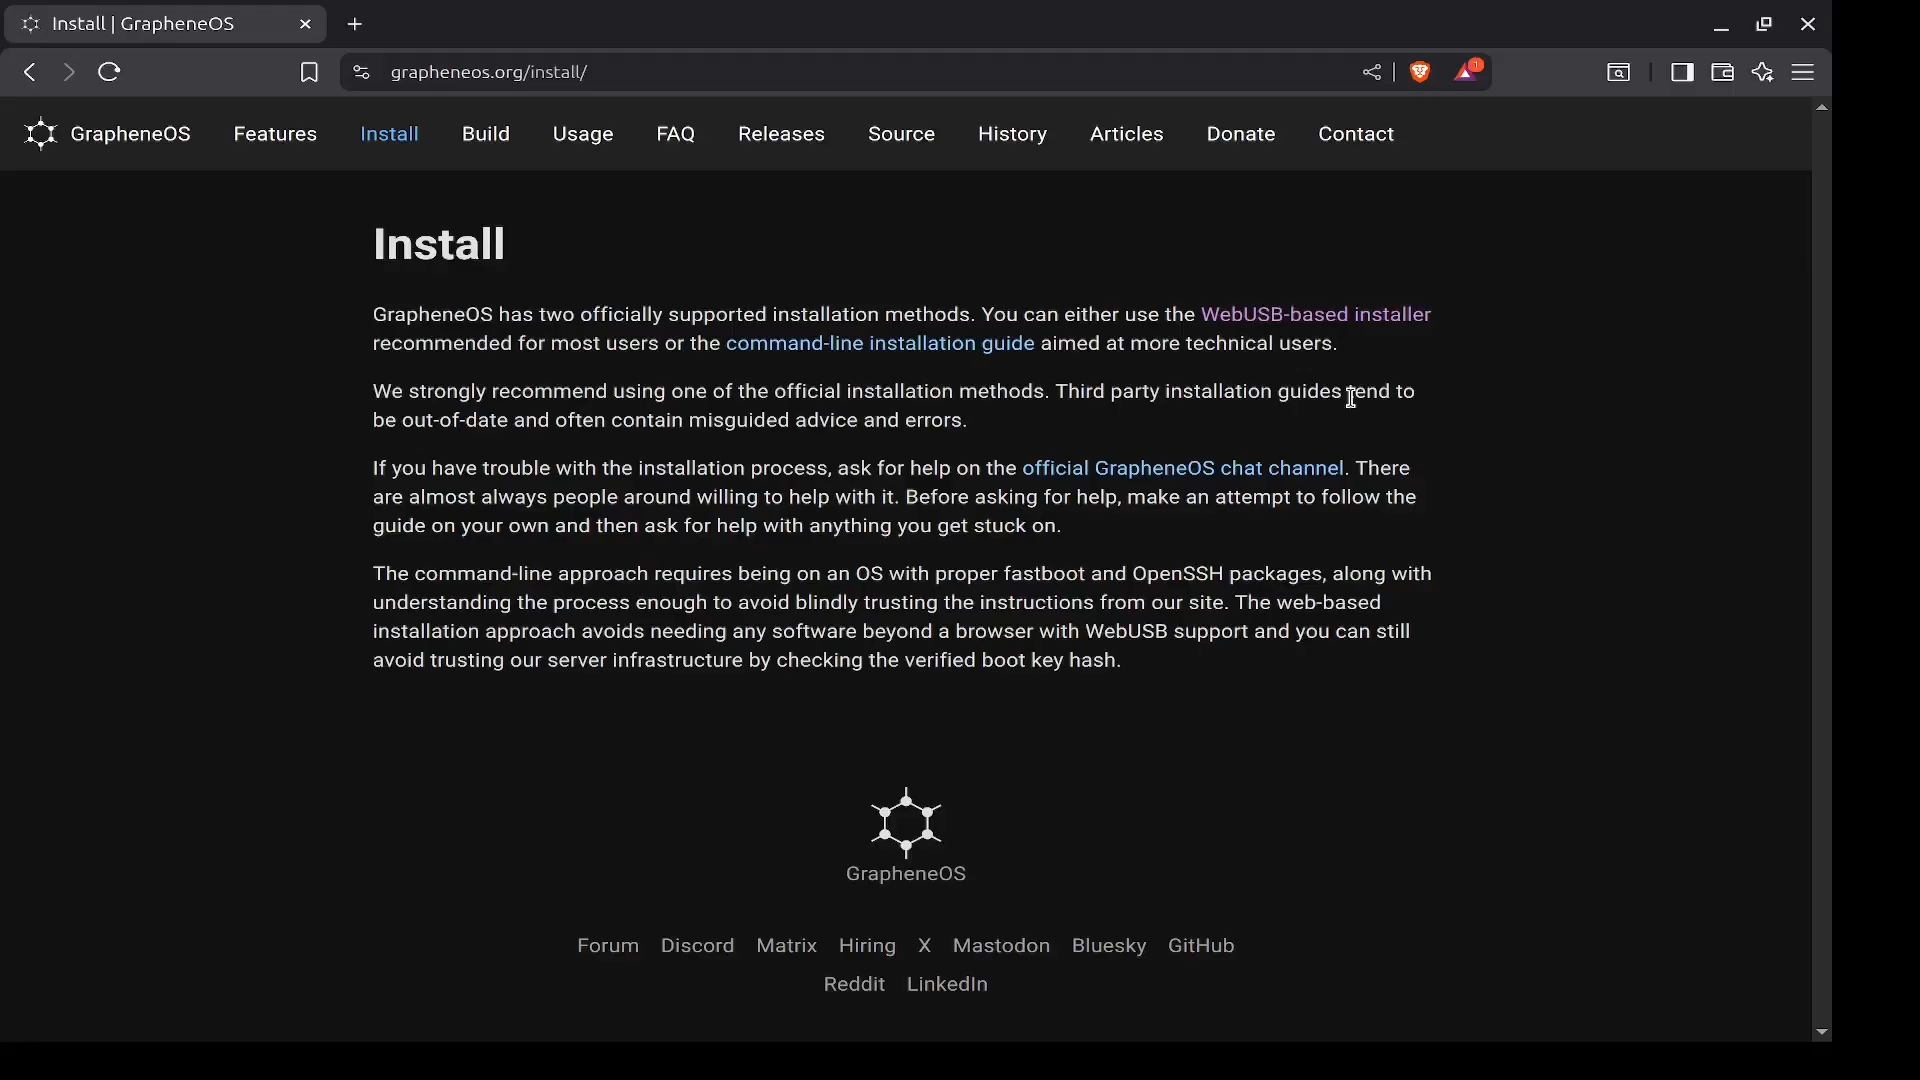 Install | GrapheneOS
grapheneos.org/install/
1
GrapheneOS Features Install Build Usage FAQ Releases Source History Articles Donate Contact
Install
GrapheneOS has two officially supported installation methods. You can either use the WebUSB-based installer
recommended for most users or the command-line installation guide aimed at more technical users.
We strongly recommend using one of the official installation methods. Third party installation guides tend to
be out-of-date and often contain misguided advice and errors.
If you have trouble with the installation process, ask for help on the official GrapheneOS chat channel. There
are almost always people around willing to help with it. Before asking for help, make an attempt to follow the
guide on your own and then ask for help with anything you get stuck on.
The command-line approach requires being on an OS with proper fastboot and OpenSSH packages, along with
understanding the process enough to avoid blindly trusting the instructions from our site. The web-based
installation approach avoids needing any software beyond a browser with WebUSB support and you can still
avoid trusting our server infrastructure by checking the verified boot key hash.
GrapheneOS
Forum Discord Matrix Hiring X Mastodon Bluesky GitHub
Reddit LinkedIn